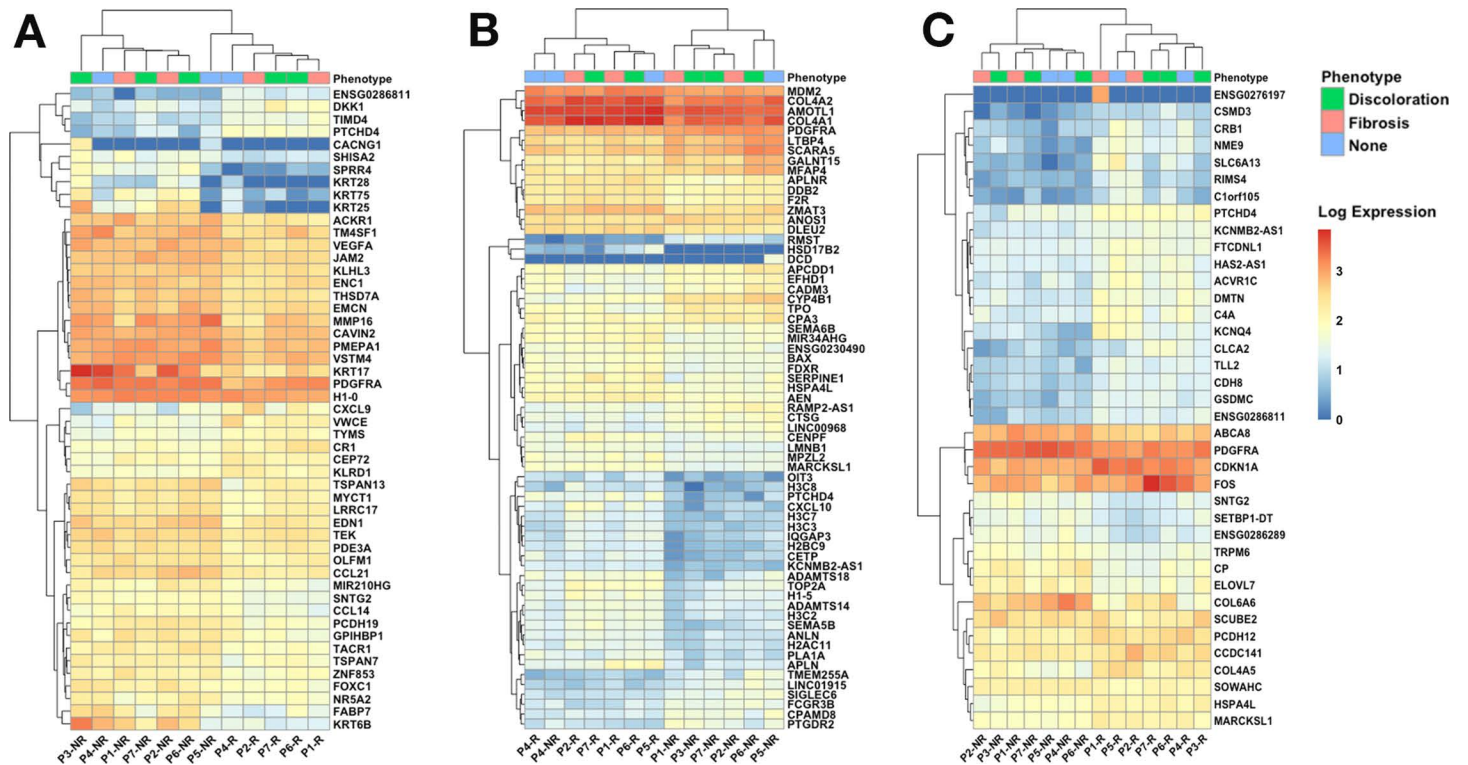 A
B
C
Phenotype
ENSG0286811
DKK1
TIMD4
PTCHD4
CACNG1
SHISA2
SPRR4
KRT28
KRT75
KRT25
ACKR1
TM4SF1
VEGFA
JAM2
KLHL3
ENC1
THSD7A
EMCN
MMP16
CAVIN2
PMEPA1
VSTM4
KRT17
PDGFRA
H1-0
CXCL9
VWCE
TYMS
CR1
CEP72
KLRD1
TSPAN13
MYCT1
LRRC17
EDN1
TEK
PDE3A
OLFM1
CCL21
MIR210HG
SNTG2
CCL14
PCDH19
GPIHBP1
TACR1
TSPAN7
ZNF853
FOXC1
NR5A2
FABP7
KRT6B
P3-NR
P4-NR
P1-NR
P7-NR
P2-NR
P6-NR
P5-NR
P4-R
P2-R
P7-R
P6-R
P1-R
Phenotype
MDM2
COL4A2
AMOTL1
COL4A1
PDGFRA
LTBP4
SCARA5
GALNT15
MFAP4
APLNR
DDB2
F2R
ZMAT3
ANOS1
DLEU2
RMST
HSD17B2
DCD
APCDD1
EFHD1
CADM3
CYP4B1
TPO
CPA3
SEMA6B
MIR34AHG
ENSG0230490
BAX
FDXR
SERPINE1
HSPA4L
AEN
RAMP2-AS1
CTSG
LINC00968
CENPF
LMNB1
MPZL2
MARCKSL1
OIT3
H3C8
PTCHD4
CXCL10
H3C7
H3C3
IQGAP3
H2BC9
CETP
KCNMB2-AS1
ADAMTS18
TOP2A
H1-5
ADAMTS14
H3C2
SEMA5B
ANLN
H2AC11
PLA1A
APLN
TMEM255A
LINC01915
SIGLEC6
FCGR3B
CPAMD8
PTGDR2
P4-R
P4-NR
P2-R
P7-R
P1-R
P6-R
P5-R
P1-NR
P3-NR
P7-NR
P2-NR
P6-NR
P5-NR
Phenotype
ENSG0276197
CSMD3
CRB1
NME9
SLC6A13
RIMS4
C1orf105
PTCHD4
KCNMB2-AS1
FTCDNL1
HAS2-AS1
ACVR1C
DMTN
C4A
KCNQ4
CLCA2
TLL2
CDH8
GSDMC
ENSG0286811
ABCA8
PDGFRA
CDKN1A
FOS
SNTG2
SETBP1-DT
ENSG0286289
TRPM6
CP
ELOVL7
COL6A6
SCUBE2
PCDH12
CCDC141
COL4A5
SOWAHC
HSPA4L
MARCKSL1
P2-NR
P3-NR
P1-NR
P7-NR
P5-NR
P4-NR
P6-NR
P1-R
P5-R
P2-R
P7-R
P6-R
P4-R
P3-R
Phenotype
Discoloration
Fibrosis
None
Log Expression
3
2
1
0